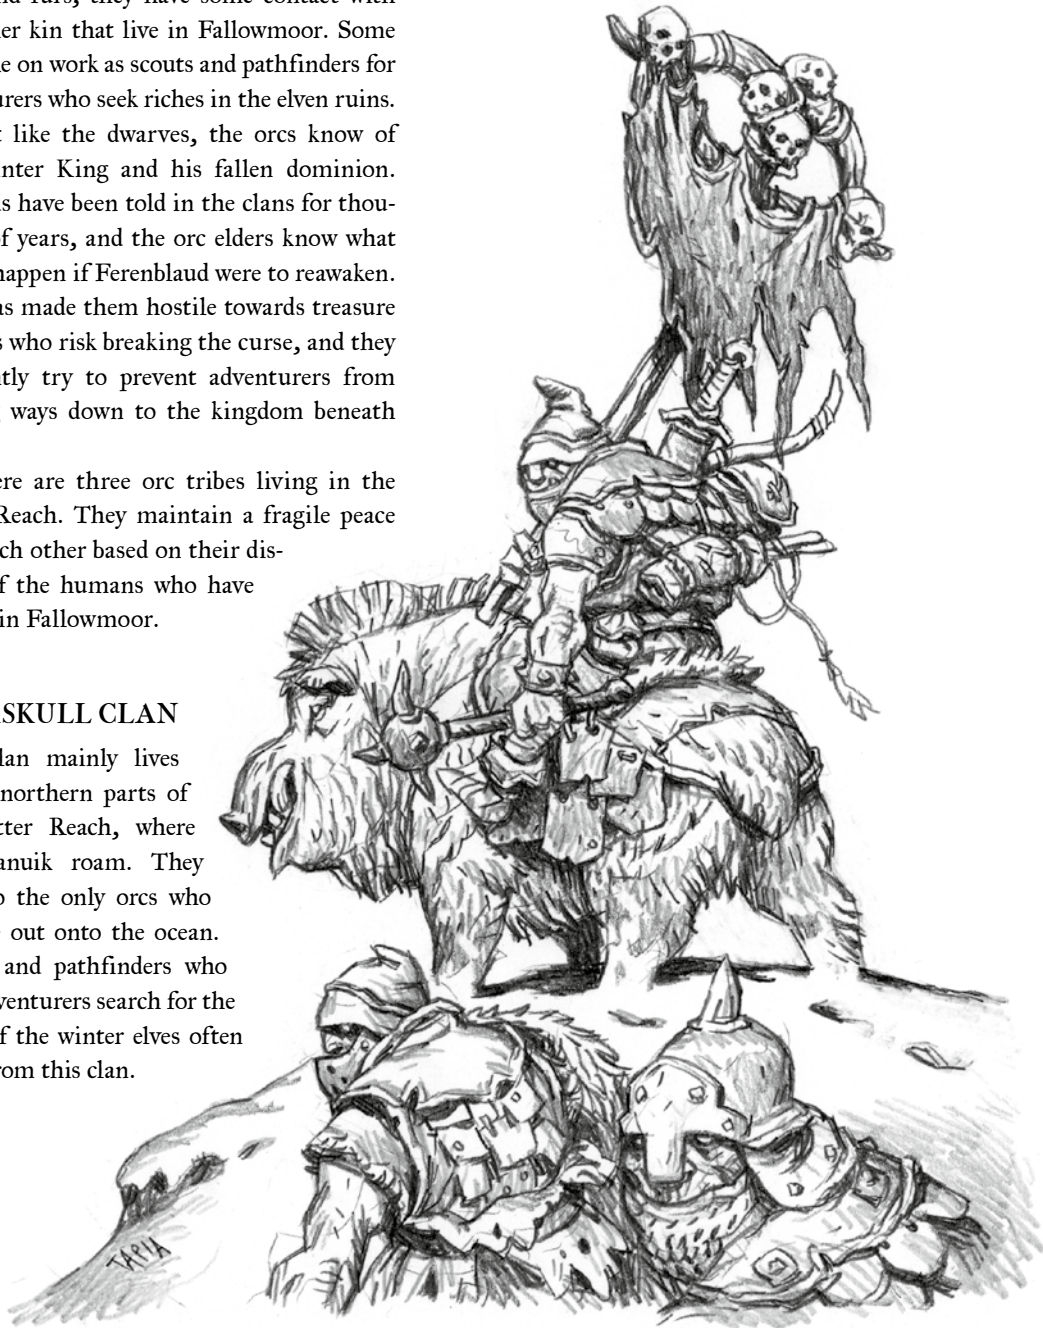 nd furs, they have some contact with
er kin that live in Fallowmoor. Some
e on work as scouts and pathfinders for
urers who seek riches in the elven ruins.
t like the dwarves, the orcs know of
nter King and his fallen dominion.
s have been told in the clans for thou-
f years, and the orc elders know what
happen if Ferenblaud were to reawaken.
as made them hostile towards treasure
s who risk breaking the curse, and they
ntly try to prevent adventurers from
ways down to the kingdom beneath
ere are three orc tribes living in the
Reach. They maintain a fragile peace
ch other based on their dis-
f the humans who have
in Fallowmoor.
SKULL CLAN
lan mainly lives
northern parts of
tter Reach, where
anuik roam. They
o the only orcs who
out onto the ocean.
and pathfinders who
venturers search for the
f the winter elves often
rom this clan.
TAPIA